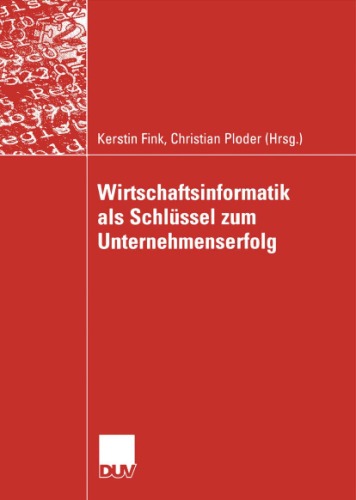 Kerstin Fink, Christian Ploder (Hrsg.)
Wirtschaftsinformatik
als Schlüssel zum
Unternehmenserfolg
DUV